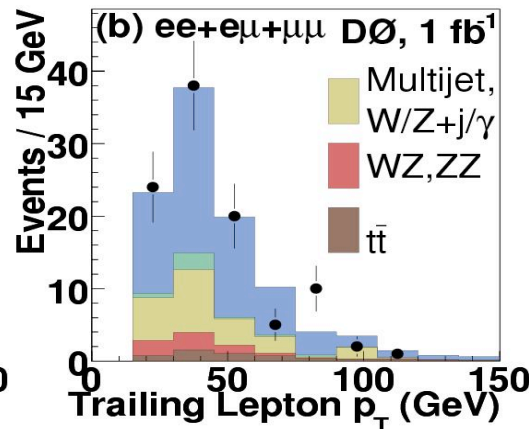 (b) ee+eμ+μμ DØ, 1 fb⁻¹
Events / 15 GeV
40
30
20
10
0
Multijet,
W/Z+j/γ
WZ,ZZ
tt̄
0 0 50 100 150
Trailing Lepton p_T (GeV)